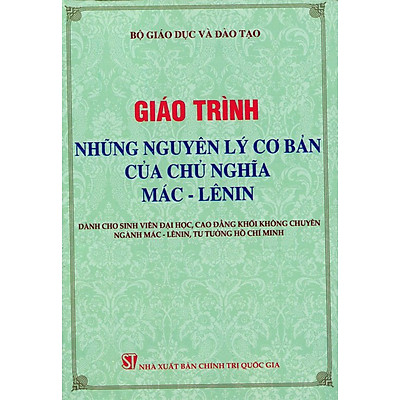 BỘ GIÁO DỤC VÀ ĐÀO TẠO
GIÁO TRÌNH
NHỮNG NGUYÊN LÝ CƠ BẢN
CỦA CHỦ NGHĨA
MÁC - LÊNIN
DÀNH CHO SINH VIÊN ĐẠI HỌC, CAO ĐẲNG KHỐI KHÔNG CHUYÊN
NGÀNH MÁC - LÊNIN, TƯ TƯỞNG HỒ CHÍ MINH
ST NHÀ XUẤT BẢN CHÍNH TRỊ QUỐC GIA